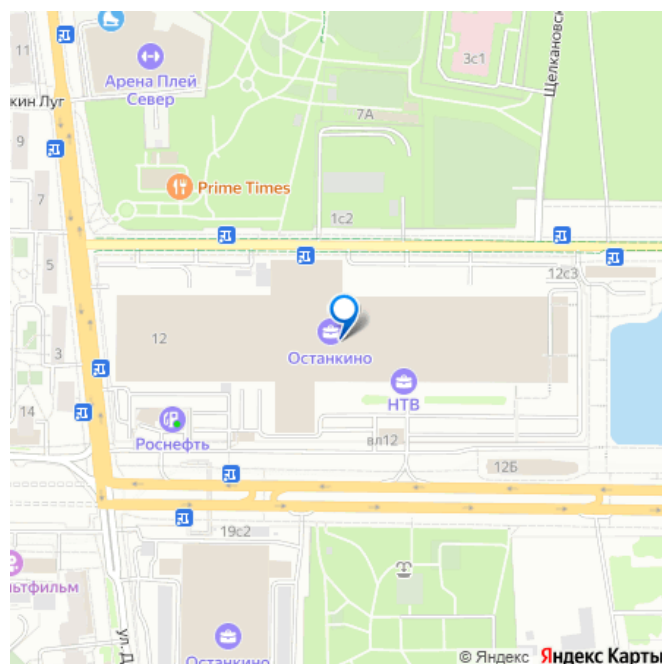 11
Арена Плей
Север
3с1
Щелкановск
кин Луг
7А
9
Prime Times
7
1с2
5
12с3
12
Останкино
3
НТВ
14
Роснефть
вл12
12Б
19с2
льтфильм
ул. Д
Останкино
© Яндекс Яндекс Карты